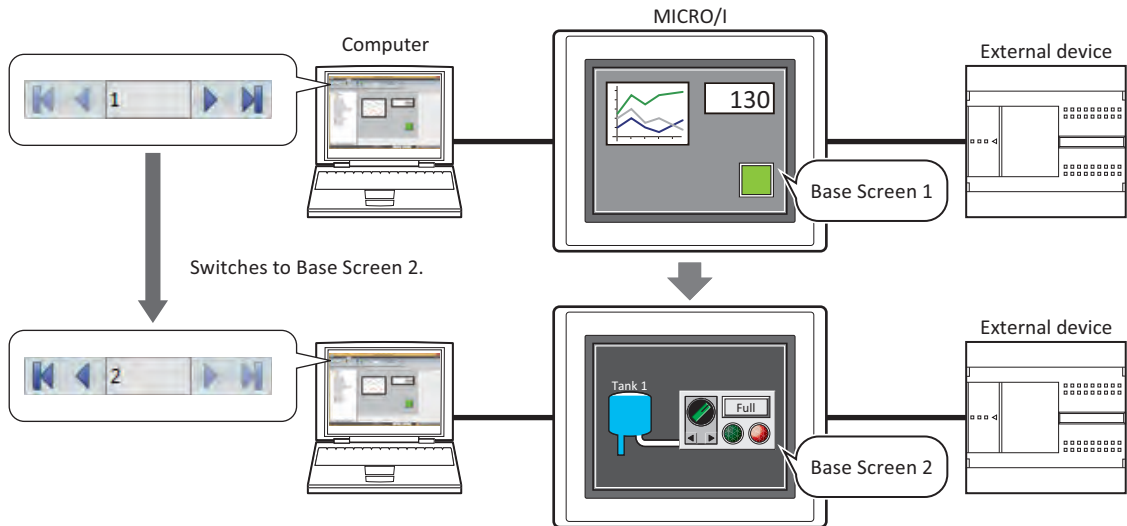 MICRO/I
Computer
External device
1
130
Base Screen 1
Switches to Base Screen 2.
External device
2
Tank 1
Full
Base Screen 2